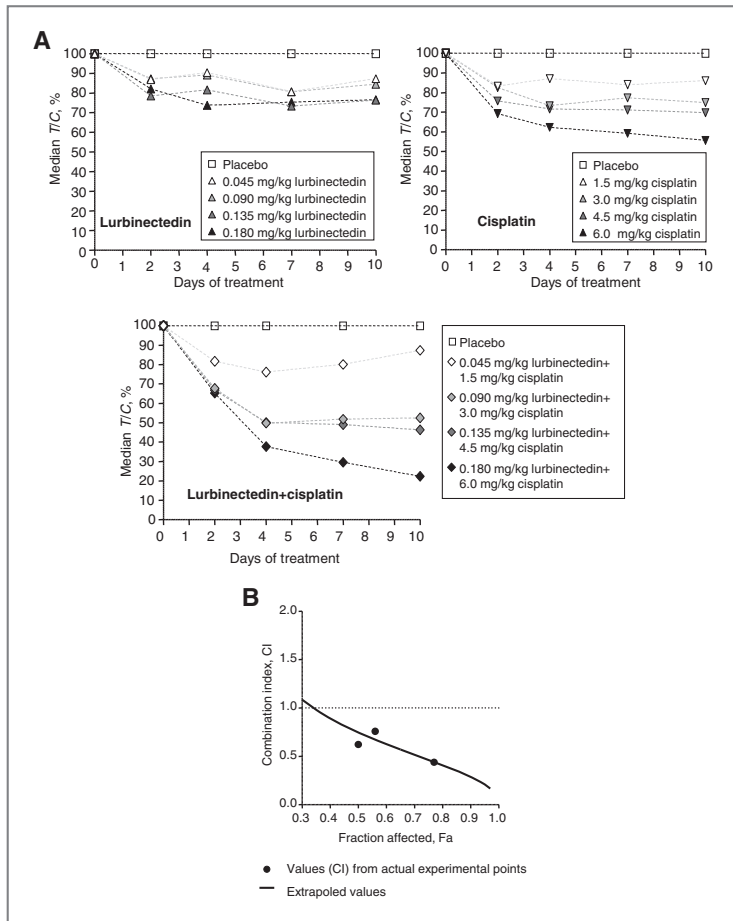 A
Median T/C, %
100
90
80
70
60
50
40
30
20
10
0
0 1 2 3 4 5 6 7 8 9 10
Days of treatment
Lurbinectedin
Placebo
0.045 mg/kg lurbinectedin
0.090 mg/kg lurbinectedin
0.135 mg/kg lurbinectedin
0.180 mg/kg lurbinectedin
Median T/C, %
100
90
80
70
60
50
40
30
20
10
0
0 1 2 3 4 5 6 7 8 9 10
Days of treatment
Cisplatin
Placebo
1.5 mg/kg cisplatin
3.0 mg/kg cisplatin
4.5 mg/kg cisplatin
6.0 mg/kg cisplatin
Median T/C, %
100
90
80
70
60
50
40
30
20
10
0
0 1 2 3 4 5 6 7 8 9 10
Days of treatment
Lurbinectedin+cisplatin
Placebo
0.045 mg/kg lurbinectedin+
1.5 mg/kg cisplatin
0.090 mg/kg lurbinectedin+
3.0 mg/kg cisplatin
0.135 mg/kg lurbinectedin+
4.5 mg/kg cisplatin
0.180 mg/kg lurbinectedin+
6.0 mg/kg cisplatin
B
Combination index, CI
2.0
1.5
1.0
0.5
0.0
0.3 0.4 0.5 0.6 0.7 0.8 0.9 1.0
Fraction affected, Fa
Values (CI) from actual experimental points
Extrapoled values